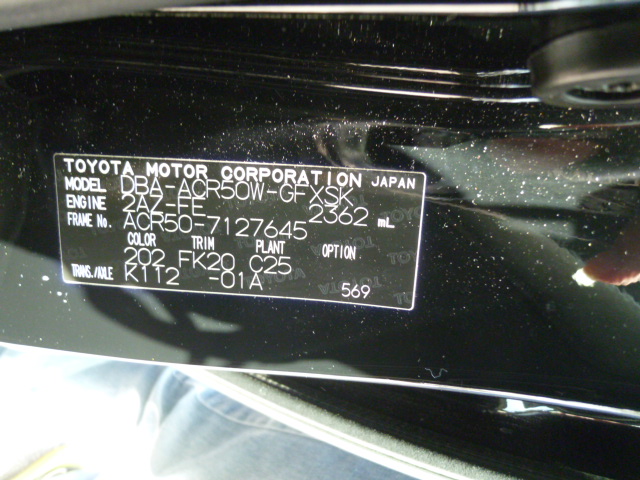 TOYOTA MOTOR CORPORATION JAPAN
MODEL DBA-ACR50W-GFXSK
ENGINE 2AZ-FE 2362 mL
FRAME No. ACR50-7127645
COLOR TRIM PLANT OPTION
202 FK20 C25
TRANS./AXLE K112 -01A
569